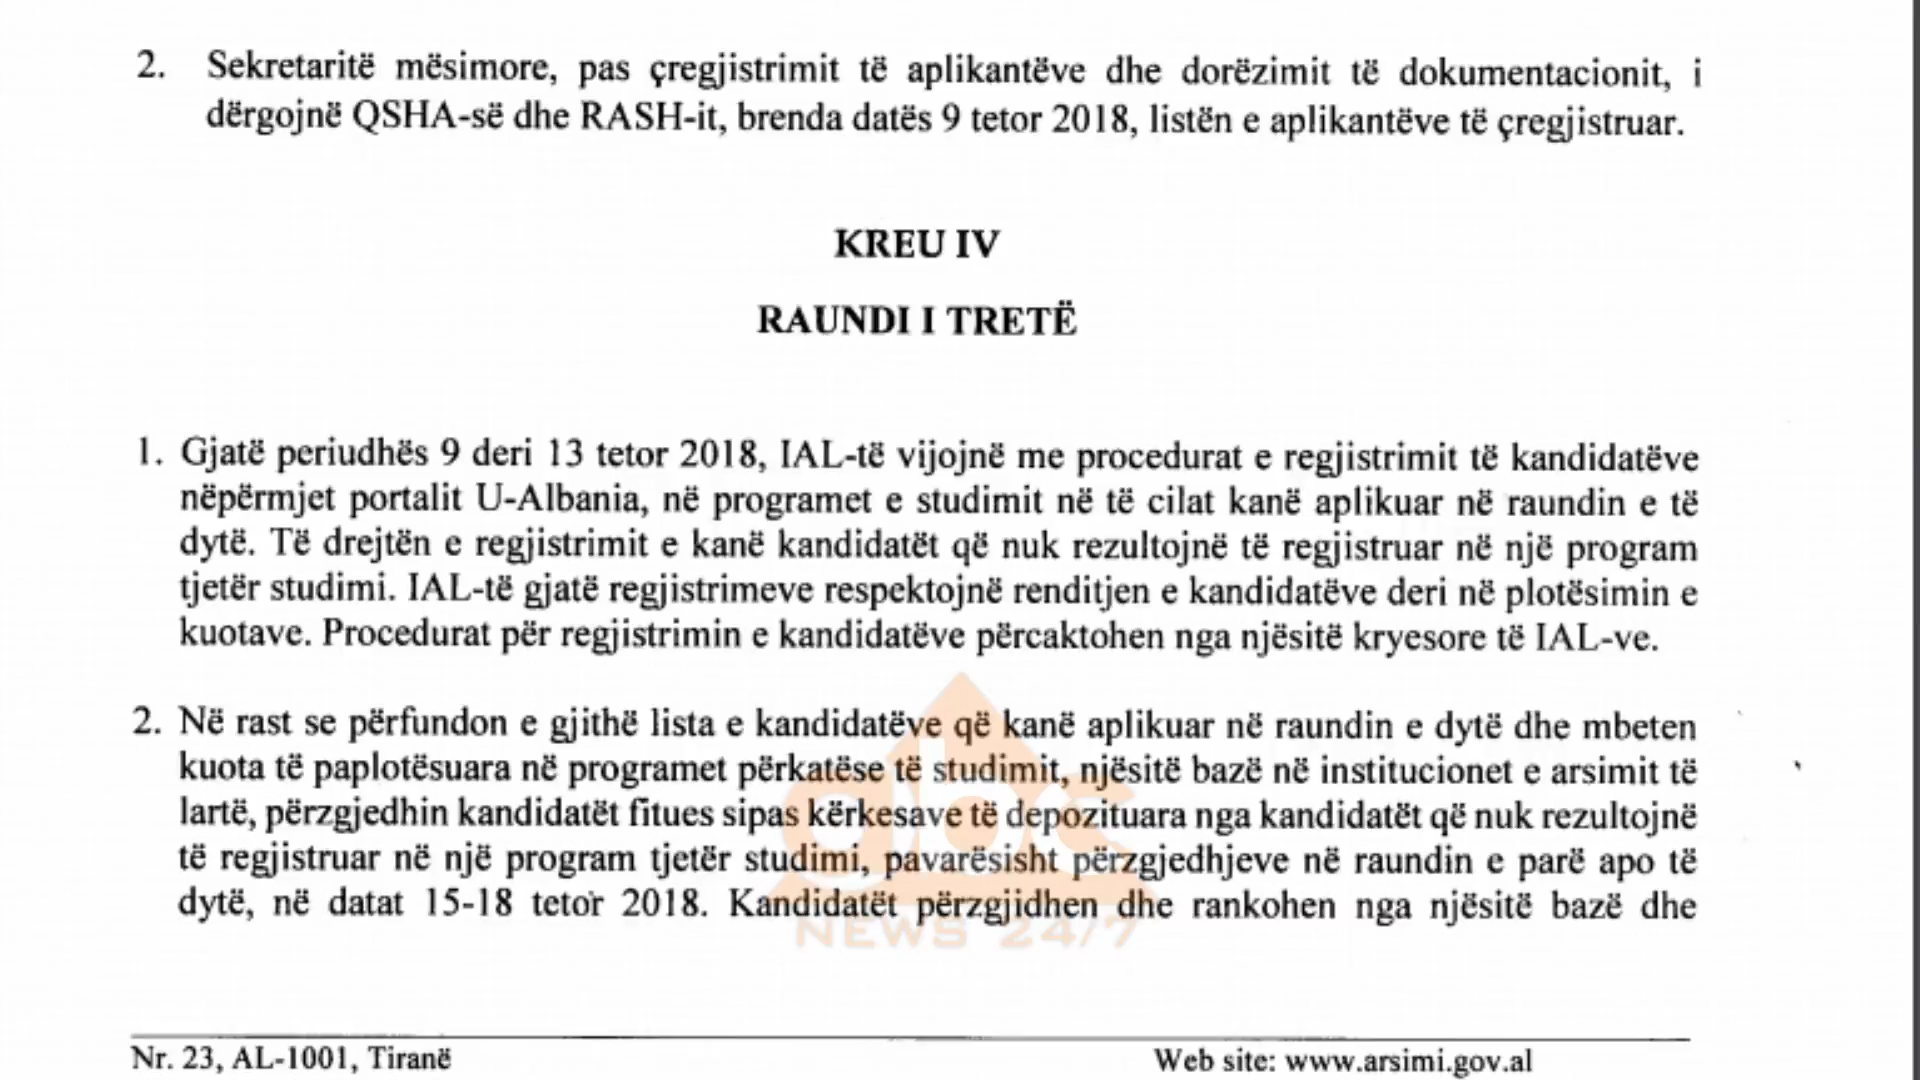 2. Sekretaritë mësimore, pas çregjistrimit të aplikantëve dhe dorëzimit të dokumentacionit, i
dërgojnë QSHA-së dhe RASH-it, brenda datës 9 tetor 2018, listën e aplikantëve të çregjistruar.
KREU IV
RAUNDI I TRETË
1. Gjatë periudhës 9 deri 13 tetor 2018, IAL-të vijojnë me procedurat e regjistrimit të kandidatëve
nëpërmjet portalit U-Albania, në programet e studimit në të cilat kanë aplikuar në raundin e të
dytë. Të drejtën e regjistrimit e kanë kandidatët që nuk rezultojnë të regjistruar në një program
tjetër studimi. IAL-të gjatë regjistrimeve respektojnë renditjen e kandidatëve deri në plotësimin e
kuotave. Procedurat për regjistrimin e kandidatëve përcaktohen nga njësitë kryesore të IAL-ve.
2. Në rast se përfundon e gjithë lista e kandidatëve që kanë aplikuar në raundin e dytë dhe mbeten
kuota të paplotësuara në programet përkatëse të studimit, njësitë bazë në institucionet e arsimit të
lartë, përzgjedhin kandidatët fitues sipas kërkesave të depozituara nga kandidatët që nuk rezultojnë
të regjistruar në një program tjetër studimi, pavarësisht përzgjedhjeve në raundin e parë apo të
dytë, në datat 15-18 tetor 2018. Kandidatët përzgjidhen dhe rankohen nga njësitë bazë dhe
abc
NEWS 24/7
Nr. 23, AL-1001, Tiranë
Web site: www.arsimi.gov.al